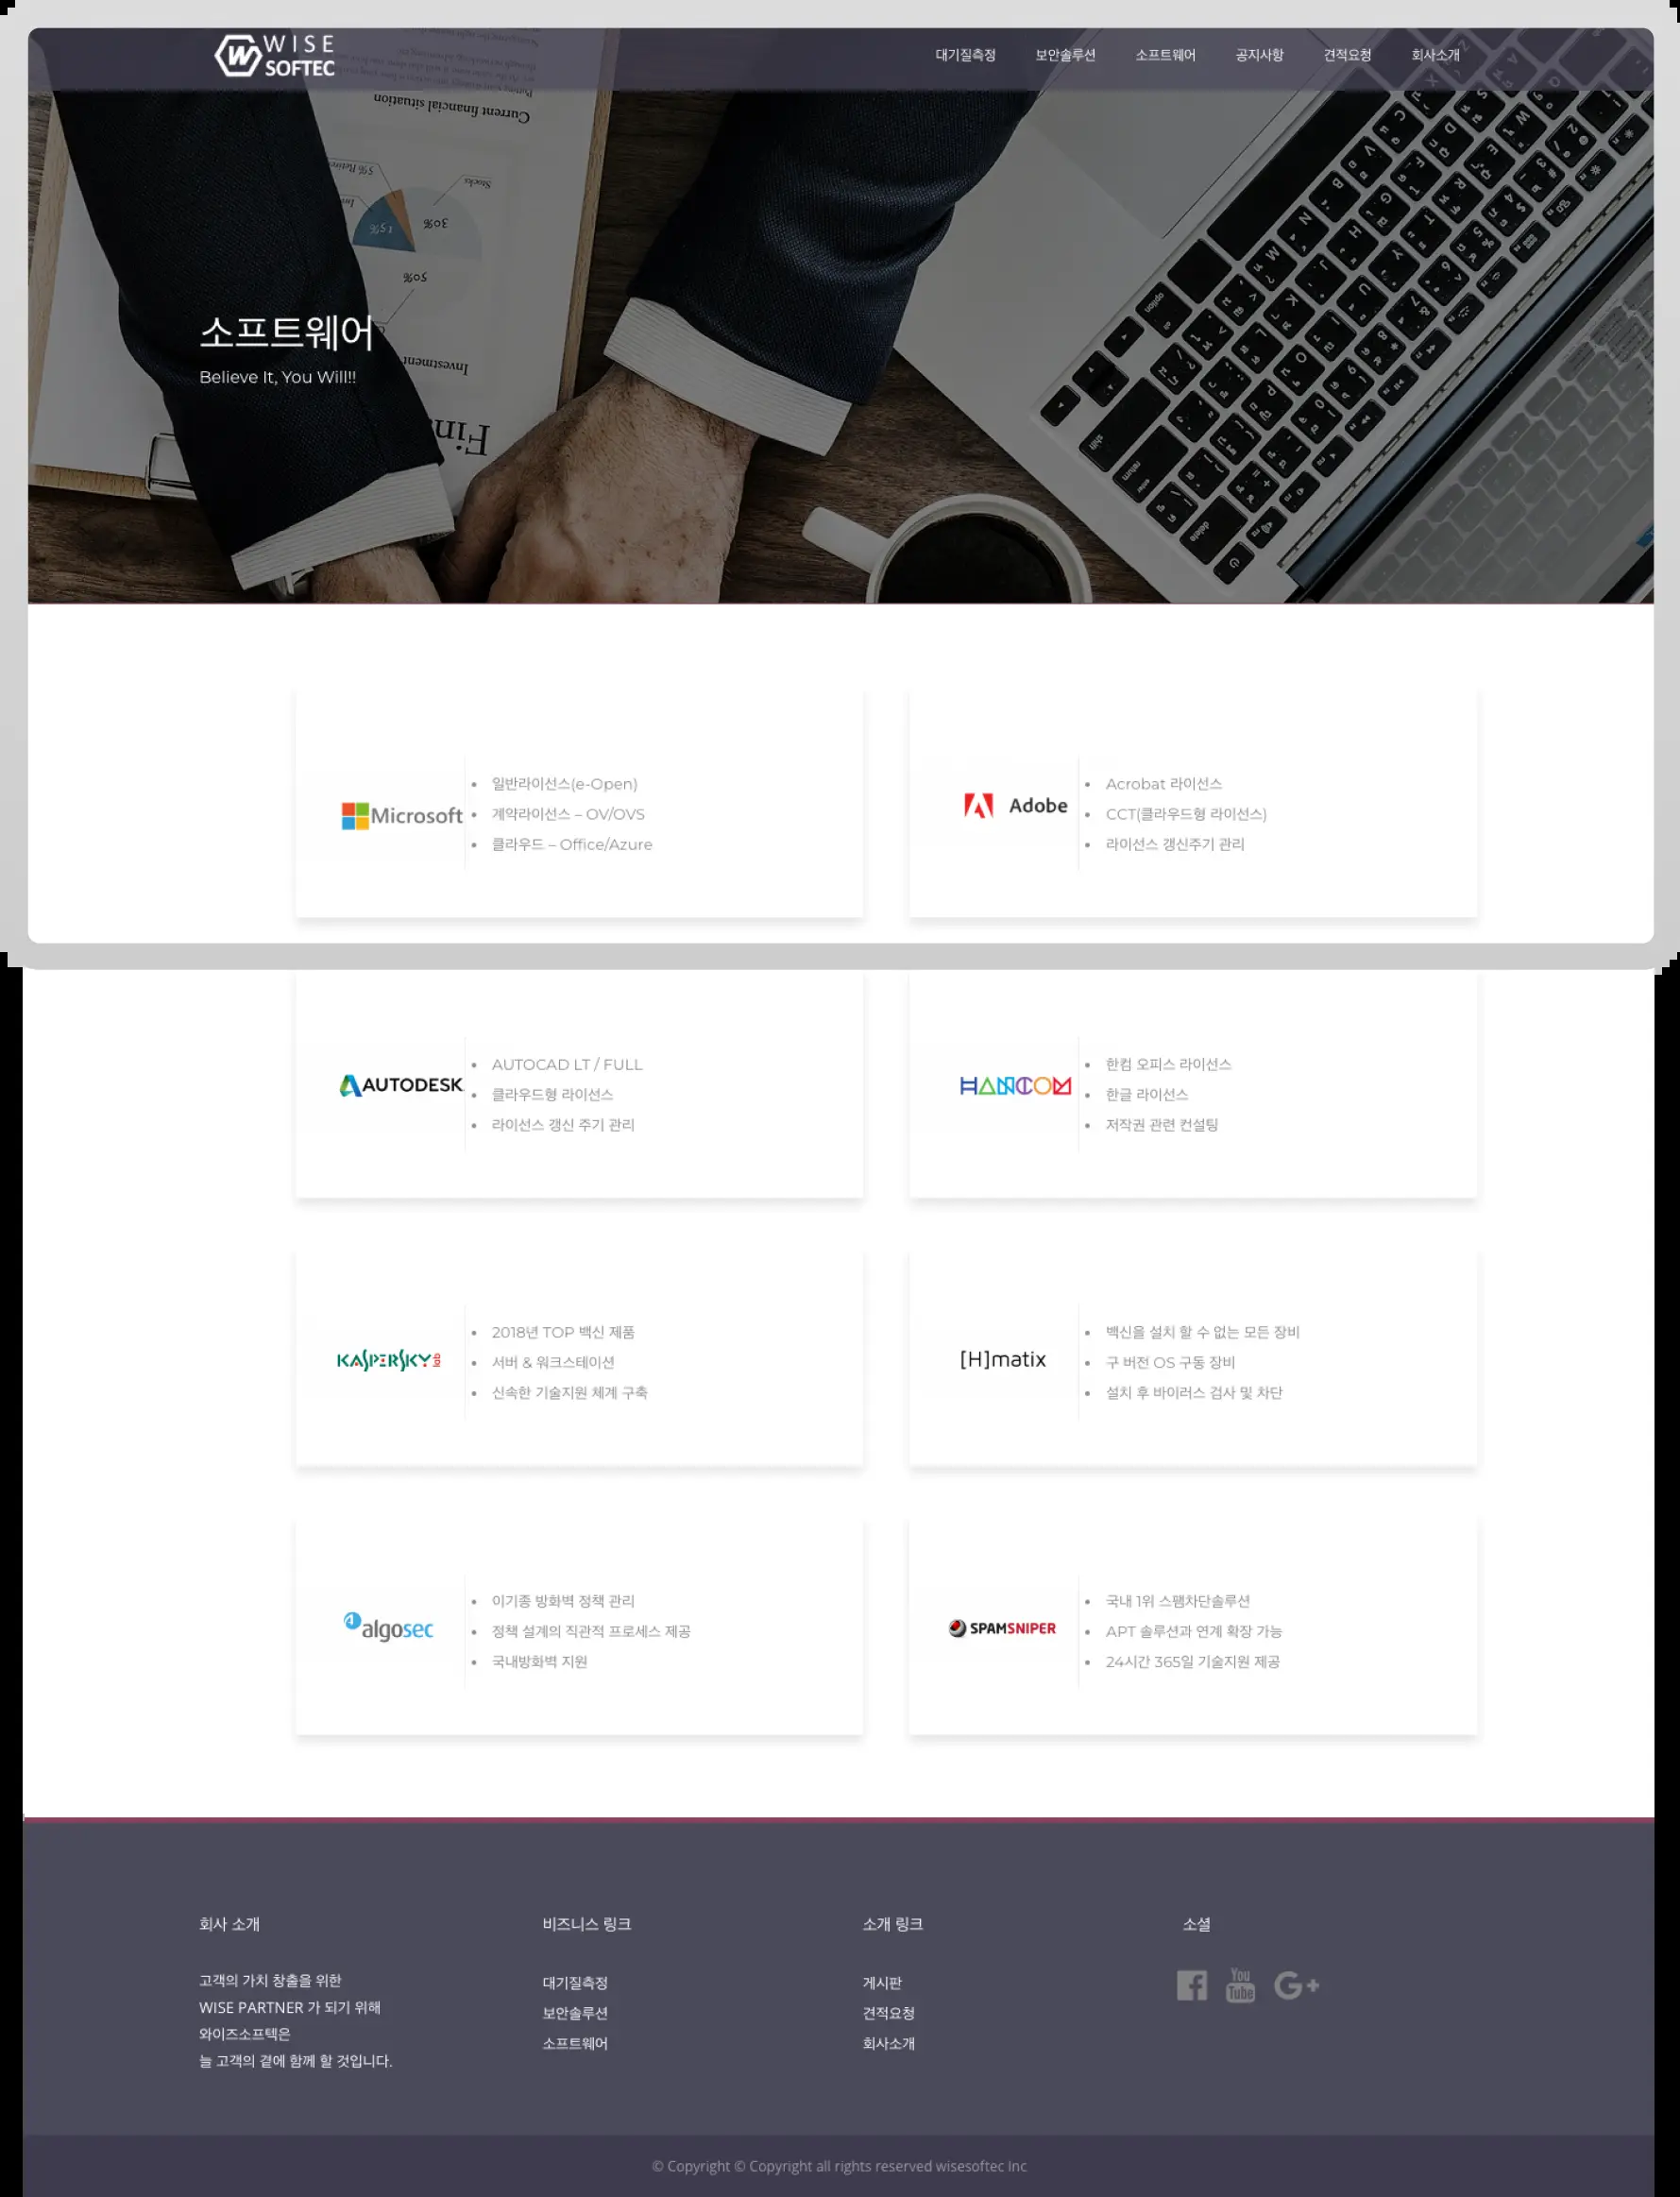 WISE
SOFTEC
대기질측정
보안솔루션
소프트웨어
공지사항
견적요청
회사소개
Current financial situation
5% Retire
Stocks
15%
30%
50%
Investment
소프트웨어
Believe It, You Will!!
Microsoft
일반라이선스(e-Open)
계약라이선스 – OV/OVS
클라우드 – Office/Azure
Adobe
Acrobat 라이선스
CCT(클라우드형 라이선스)
라이선스 갱신주기 관리
AUTODESK
AUTOCAD LT / FULL
클라우드형 라이선스
라이선스 갱신 주기 관리
HANCOM
한컴 오피스 라이선스
한글 라이선스
저작권 관련 컨설팅
KASPERSKY lab
2018년 TOP 백신 제품
서버 & 워크스테이션
신속한 기술지원 체계 구축
[H]matix
백신을 설치 할 수 없는 모든 장비
구 버전 OS 구동 장비
설치 후 바이러스 검사 및 차단
algosec
이기종 방화벽 정책 관리
정책 설계의 직관적 프로세스 제공
국내방화벽 지원
SPAMSNIPER
국내 1위 스팸차단솔루션
APT 솔루션과 연계 확장 가능
24시간 365일 기술지원 제공
회사 소개
고객의 가치 창출을 위한
WISE PARTNER 가 되기 위해
와이즈소프텍은
늘 고객의 곁에 함께 할 것입니다.
비즈니스 링크
대기질측정
보안솔루션
소프트웨어
소개 링크
게시판
견적요청
회사소개
소셜
You
Tube
G+
© Copyright © Copyright all rights reserved wisesoftec Inc